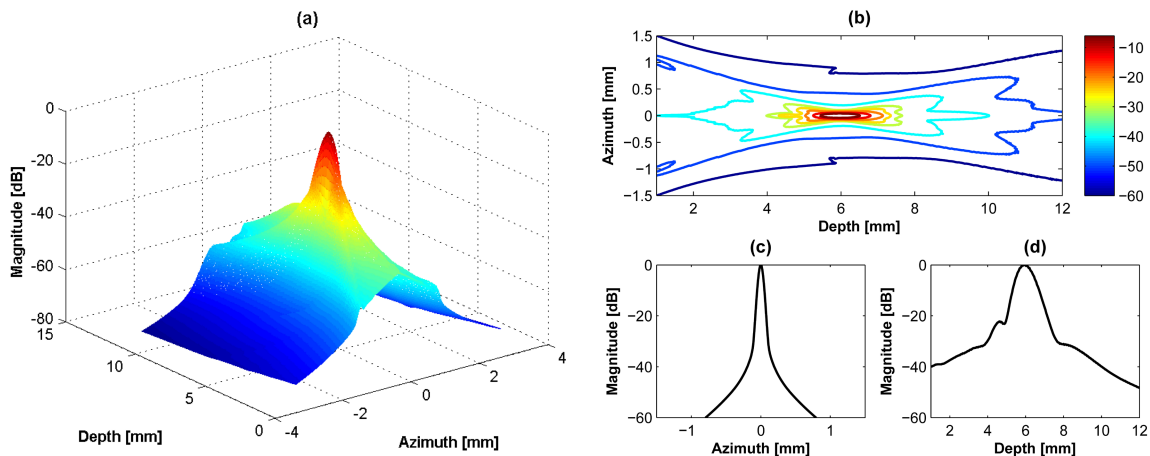 (a)
0
-20
-40
-60
-80
Magnitude [dB]
15
10
5
0
Depth [mm]
-4
-2
0
2
4
Azimuth [mm]
(b)
1.5
1
0.5
0
-0.5
-1
-1.5
Azimuth [mm]
2 4 6 8 10 12
Depth [mm]
-10
-20
-30
-40
-50
-60
(c)
0
-20
-40
-60
Magnitude [dB]
-1 0 1
Azimuth [mm]
(d)
0
-20
-40
-60
Magnitude [dB]
2 4 6 8 10 12
Depth [mm]